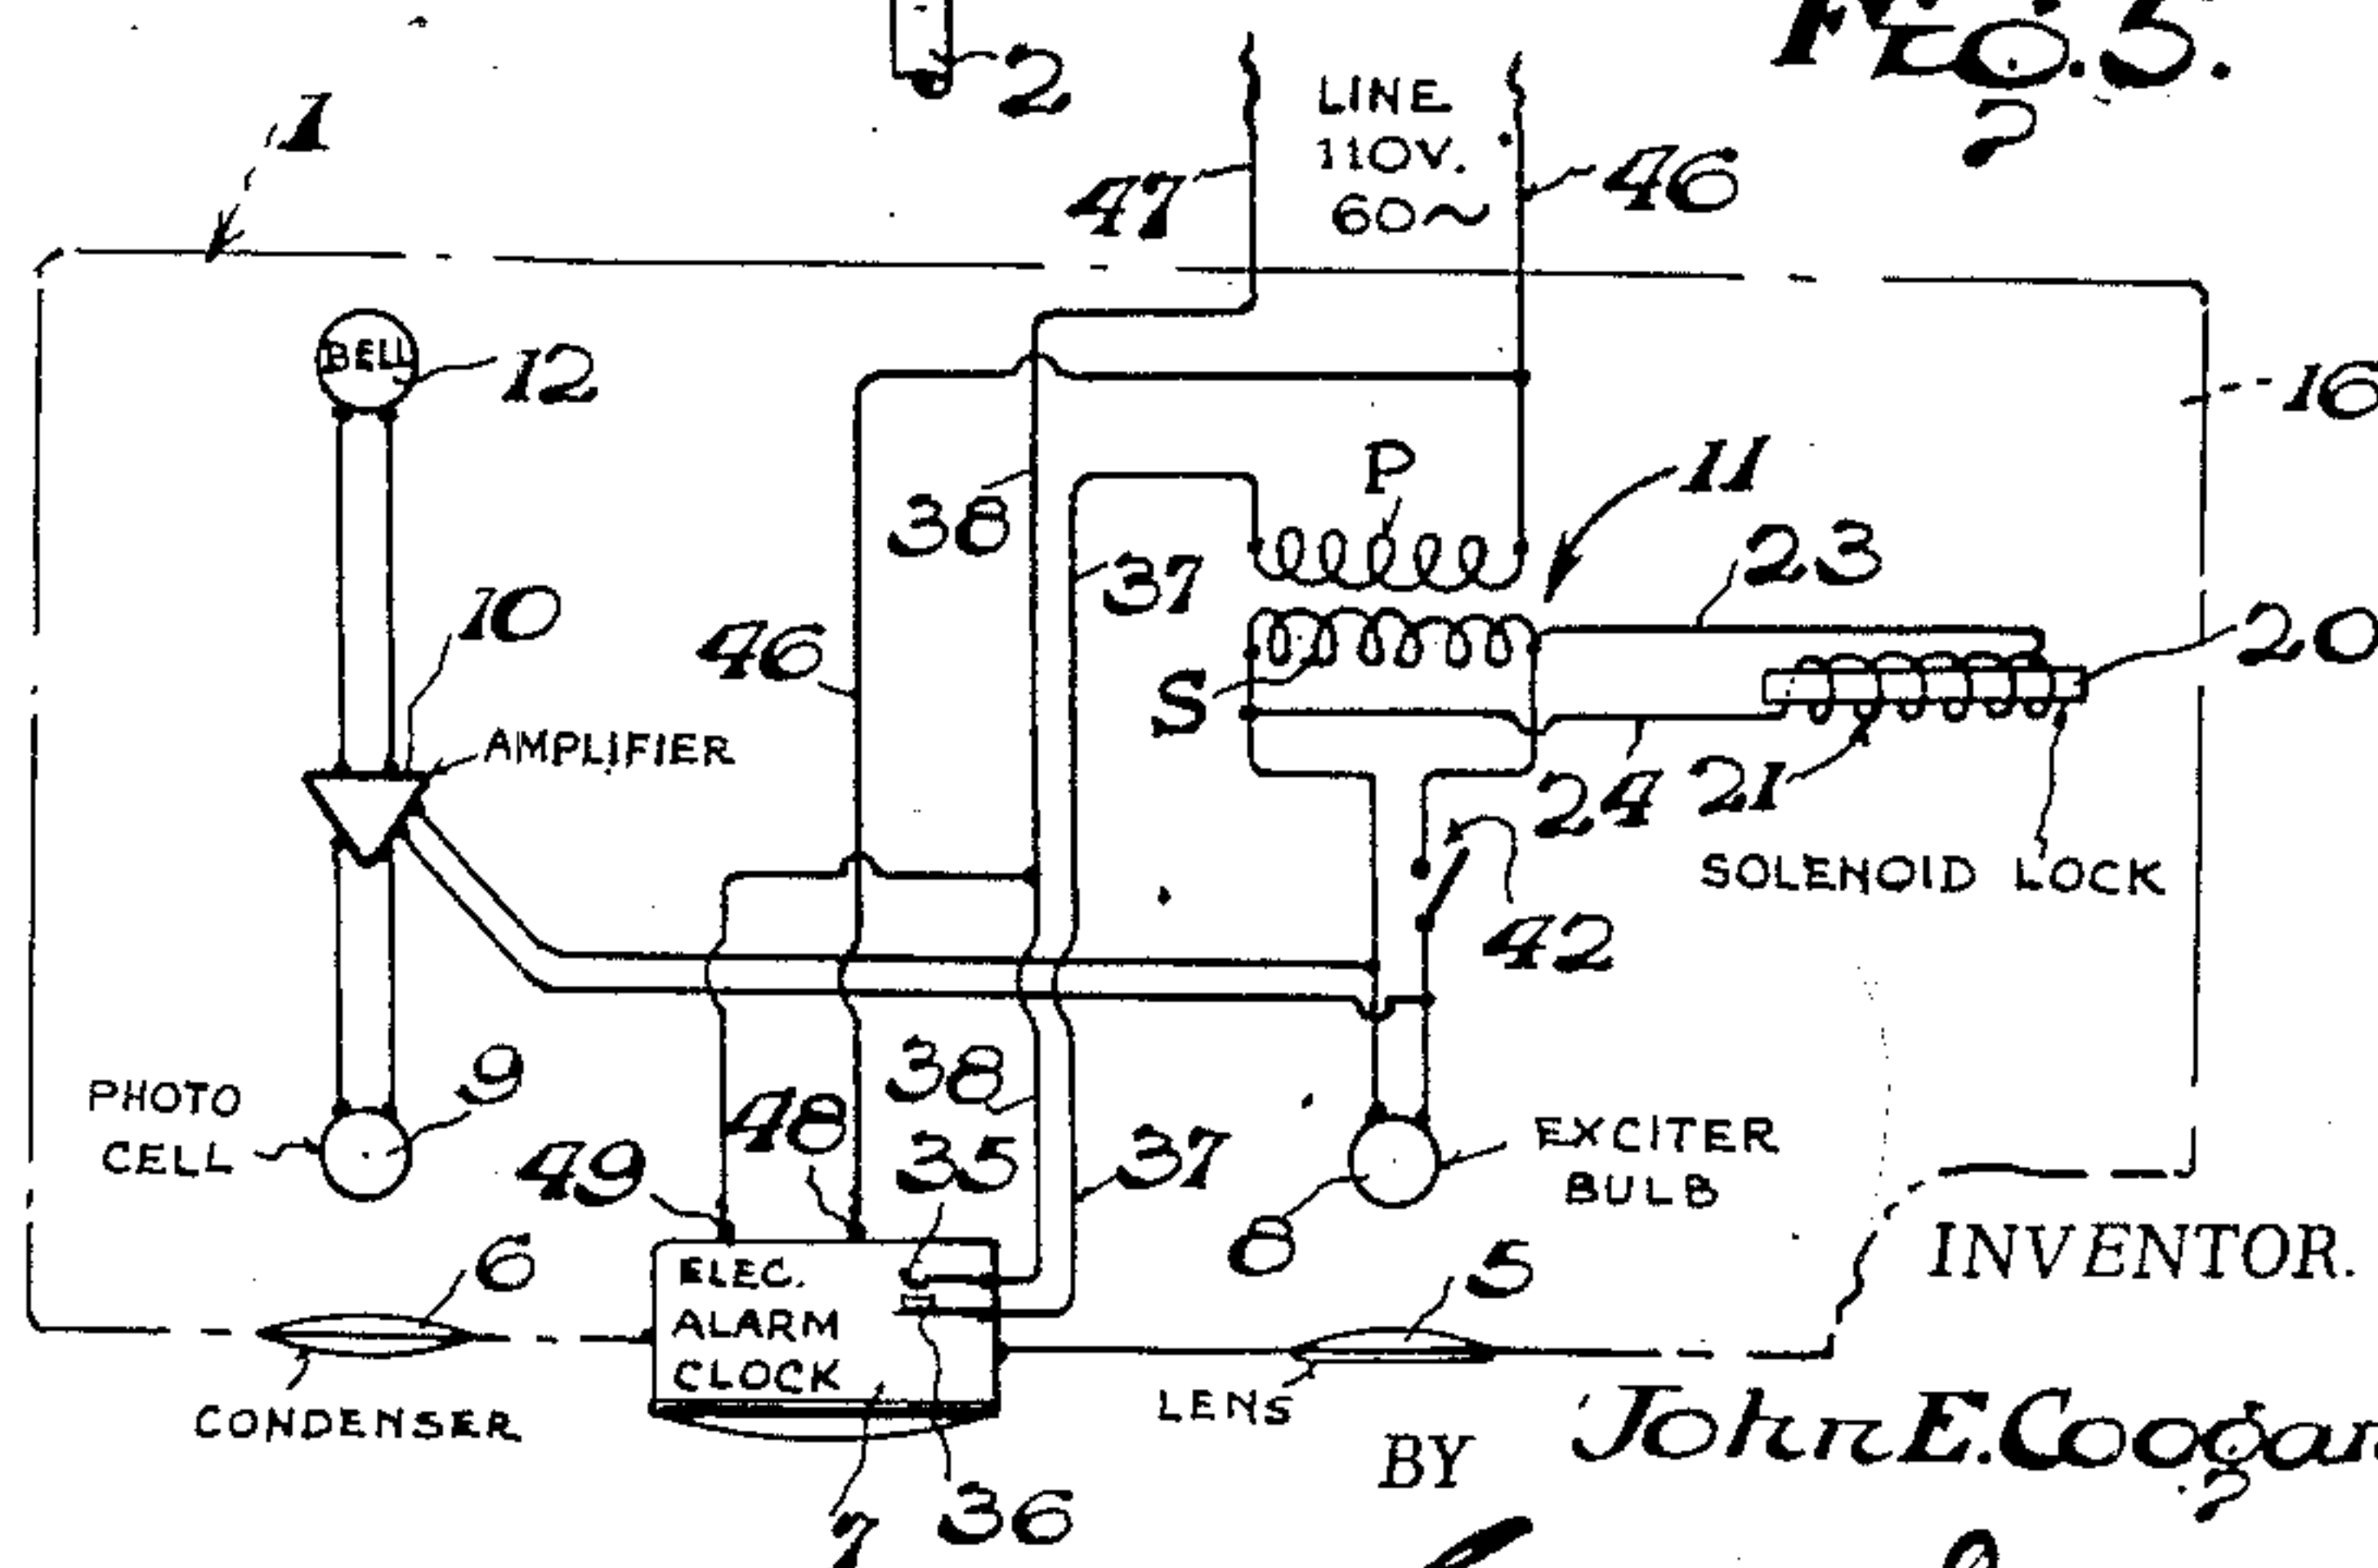 FIG. 5.
2
1
LINE
110V.
60~
47
46
BELL
12
16
P
11
38
37
23
10
46
20
S
AMPLIFIER
24
21
SOLENOID LOCK
42
PHOTO
CELL
9
38
48
35
49
37
EXCITER
BULB
8
INVENTOR.
6
5
ELEC.
ALARM
CLOCK
CONDENSER
LENS
BY
John E. Coogan
7
36